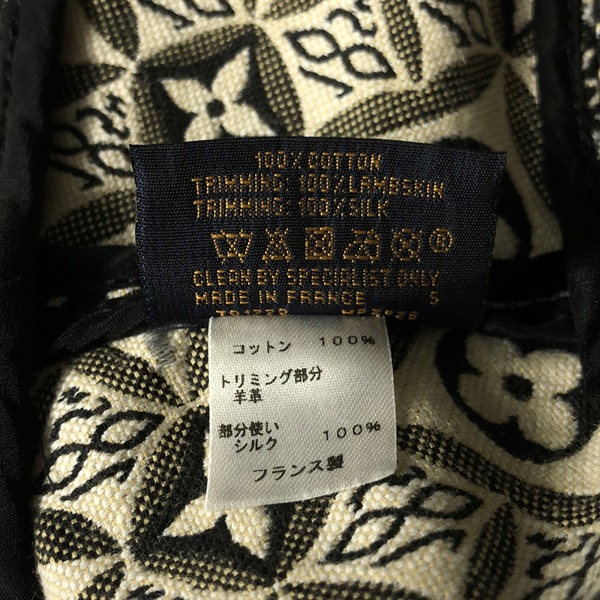 100% COTTON
TRIMMING: 100% LAMBSKIN
TRIMMING: 100% SILK
CLEAN BY SPECIALIST ONLY
MADE IN FRANCE S
コットン 100%
トリミング部分
羊革
部分使い
シルク 100%
フランス製